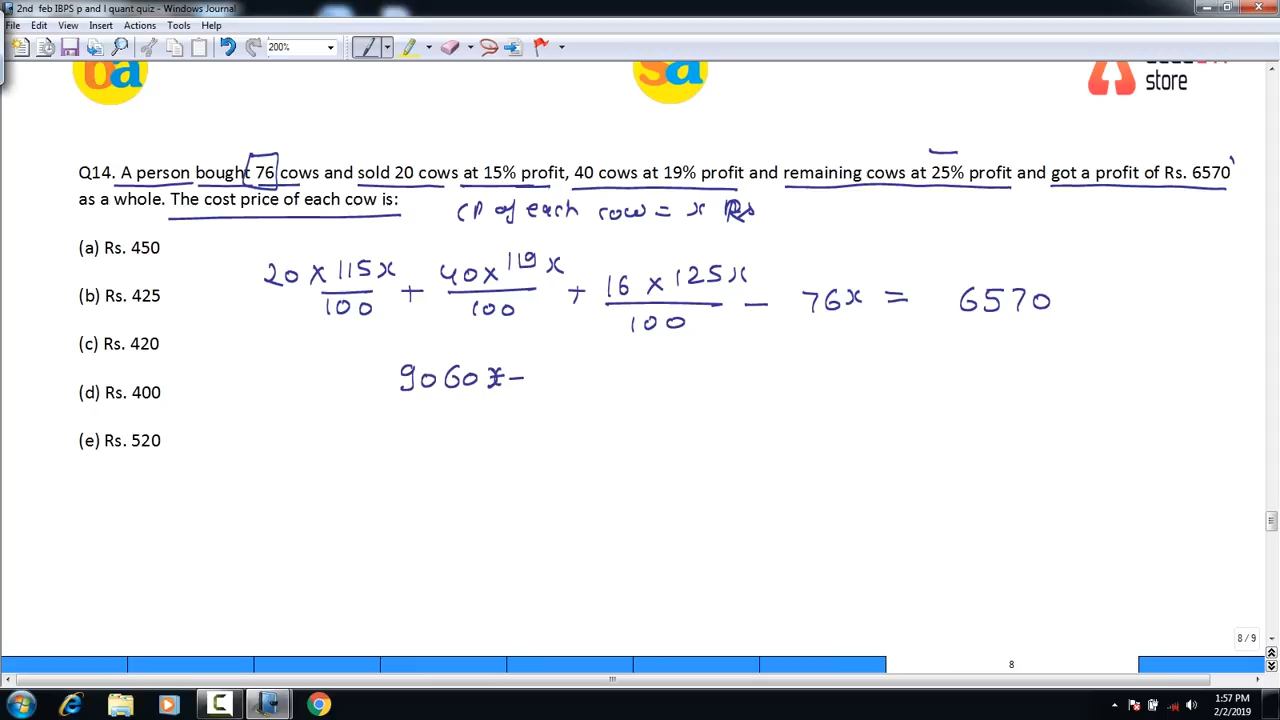 2nd feb IBPS p and I quant quiz - Windows Journal
File Edit View Insert Actions Tools Help
200%
ba
sa
store
Q14. A person bought 76 cows and sold 20 cows at 15% profit, 40 cows at 19% profit and remaining cows at 25% profit and got a profit of Rs. 6570
as a whole. The cost price of each cow is:
CP of each cow = x Rs
(a) Rs. 450
20 x 115x/100 + 40 x 119x/100 + 16 x 125x/100 - 76x = 6570
(b) Rs. 425
(c) Rs. 420
9060x -
(d) Rs. 400
(e) Rs. 520
8 / 9
8
1:57 PM
2/2/2019